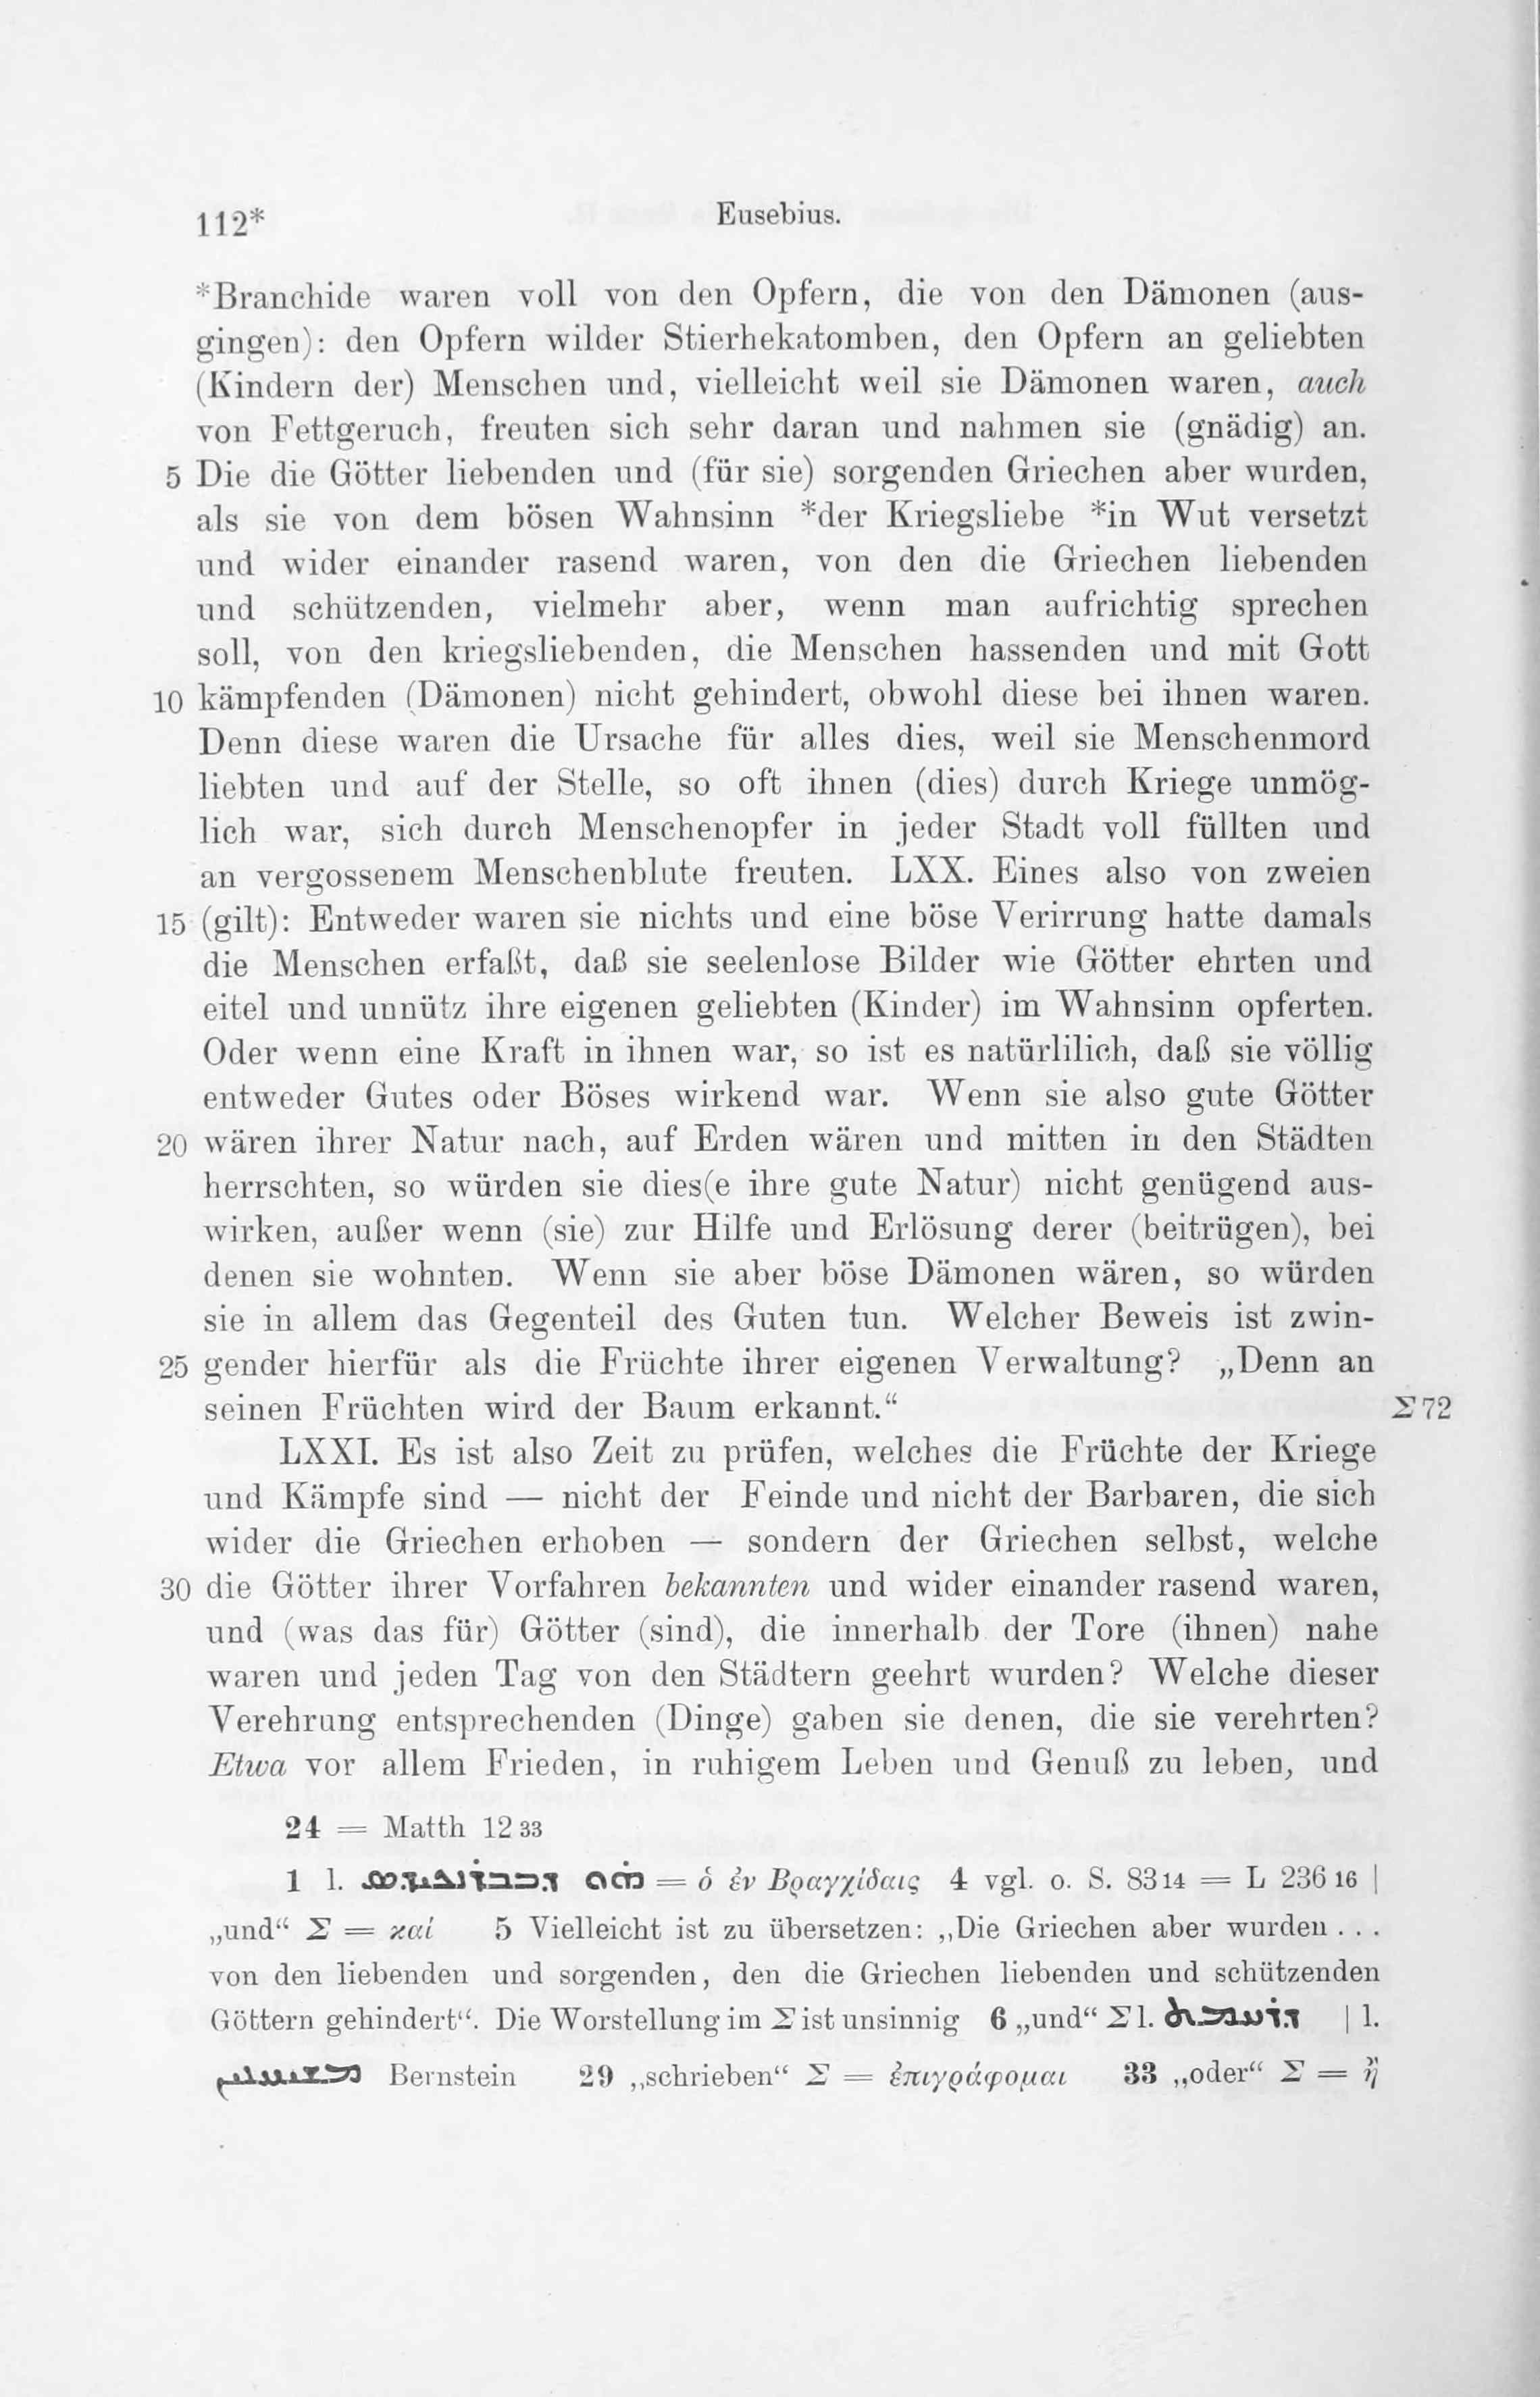 112*
Eusebius.
*Branchide waren voll von den Opfern, die von den Dämonen (aus-
gingen): den Opfern wilder Stierhekatomben, den Opfern an geliebten
(Kindern der) Menschen und, vielleicht weil sie Dämonen waren, auch
von Fettgeruch, freuten sich sehr daran und nahmen sie (gnädig) an.
5 Die die Götter liebenden und (für sie) sorgenden Griechen aber wurden,
als sie von dem bösen Wahnsinn *der Kriegsliebe *in Wut versetzt
und wider einander rasend waren, von den die Griechen liebenden
und schützenden, vielmehr aber, wenn man aufrichtig sprechen
soll, von den kriegsliebenden, die Menschen hassenden und mit Gott
10 kämpfenden (Dämonen) nicht gehindert, obwohl diese bei ihnen waren.
Denn diese waren die Ursache für alles dies, weil sie Menschenmord
liebten und auf der Stelle, so oft ihnen (dies) durch Kriege unmög-
lich war, sich durch Menschenopfer in jeder Stadt voll füllten und
an vergossenem Menschenblute freuten. LXX. Eines also von zweien
15 (gilt): Entweder waren sie nichts und eine böse Verirrung hatte damals
die Menschen erfaßt, daß sie seelenlose Bilder wie Götter ehrten und
eitel und unnütz ihre eigenen geliebten (Kinder) im Wahnsinn opferten.
Oder wenn eine Kraft in ihnen war, so ist es natürlilich, daß sie völlig
entweder Gutes oder Böses wirkend war. Wenn sie also gute Götter
20 wären ihrer Natur nach, auf Erden wären und mitten in den Städten
herrschten, so würden sie dies(e ihre gute Natur) nicht genügend aus-
wirken, außer wenn (sie) zur Hilfe und Erlösung derer (beitrügen), bei
denen sie wohnten. Wenn sie aber böse Dämonen wären, so würden
sie in allem das Gegenteil des Guten tun. Welcher Beweis ist zwin-
25 gender hierfür als die Früchte ihrer eigenen Verwaltung? „Denn an
seinen Früchten wird der Baum erkannt.“ Σ 72
LXXI. Es ist also Zeit zu prüfen, welches die Früchte der Kriege
und Kämpfe sind — nicht der Feinde und nicht der Barbaren, die sich
wider die Griechen erhoben — sondern der Griechen selbst, welche
30 die Götter ihrer Vorfahren bekannten und wider einander rasend waren,
und (was das für) Götter (sind), die innerhalb der Tore (ihnen) nahe
waren und jeden Tag von den Städtern geehrt wurden? Welche dieser
Verehrung entsprechenden (Dinge) gaben sie denen, die sie verehrten?
Etwa vor allem Frieden, in ruhigem Leben und Genuß zu leben, und
24 = Matth 12 33
1 l. = ὁ ἐν Βραγχίδαις 4 vgl. o. S. 83 14 = L 236 16 |
„und“ Σ = καί 5 Vielleicht ist zu übersetzen: „Die Griechen aber wurden . . .
von den liebenden und sorgenden, den die Griechen liebenden und schützenden
Göttern gehindert“. Die Worstellung im Σ ist unsinnig 6 „und“ Σ l. | l.
Bernstein 29 „schrieben“ Σ = ἐπιγράφομαι 33 „oder“ Σ = ἢ